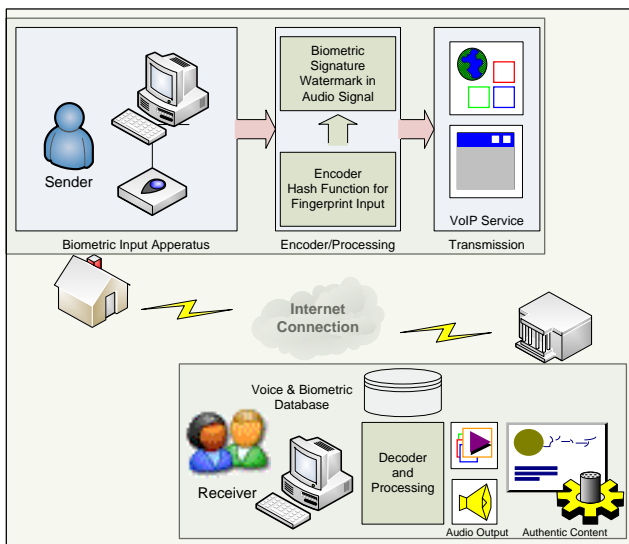 Biometric
Signature
Watermark in
Audio Signal
Sender
Encoder
Hash Function for
Fingerprint Input
VoIP Service
Biometric Input Apperatus
Encoder/Processing
Transmission
Internet
Connection
Voice & Biometric
Database
Receiver
Decoder
and
Processing
Audio Output
Authentic Content